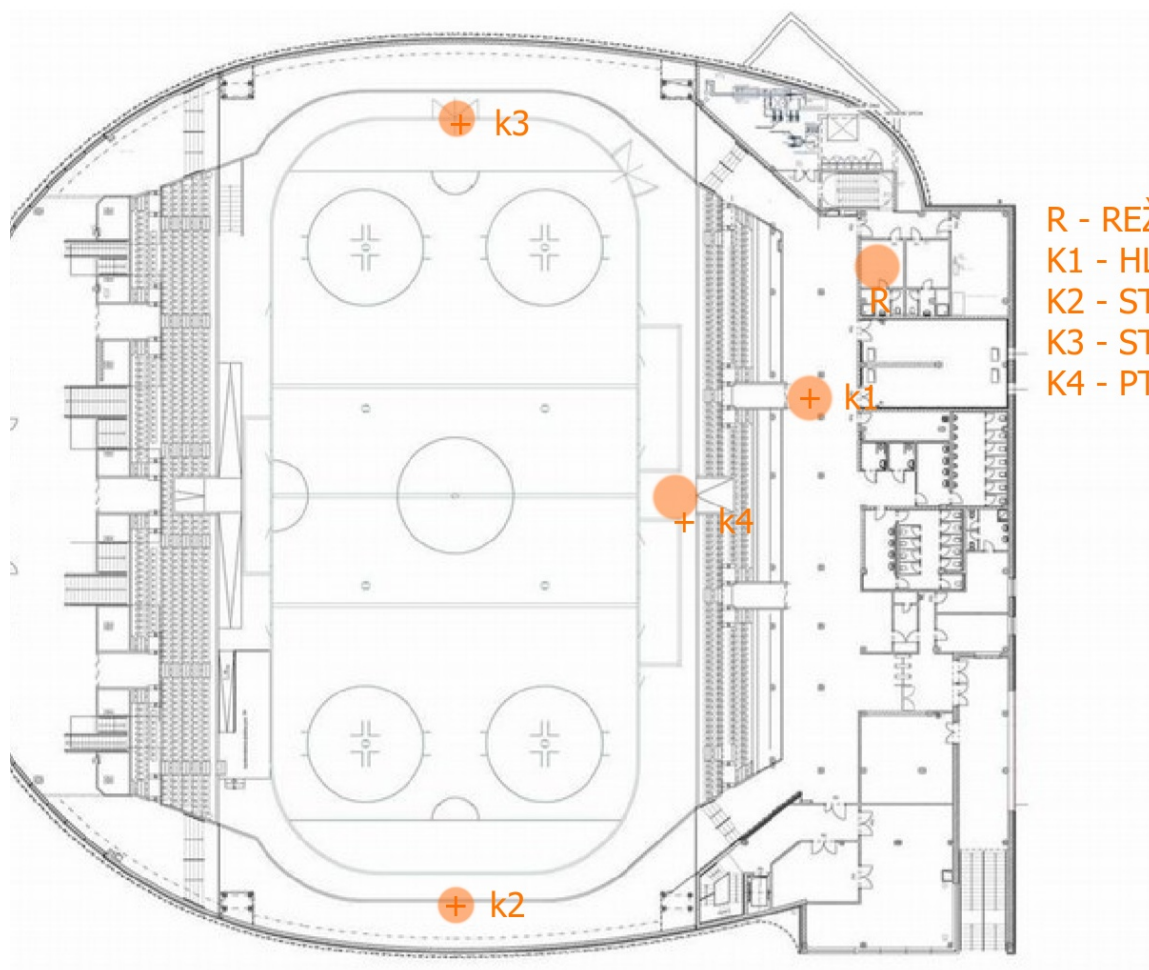 k3
R - REŽ
K1 - HL
K2 - ST
K3 - ST
K4 - PT
R
k1
k4
k2